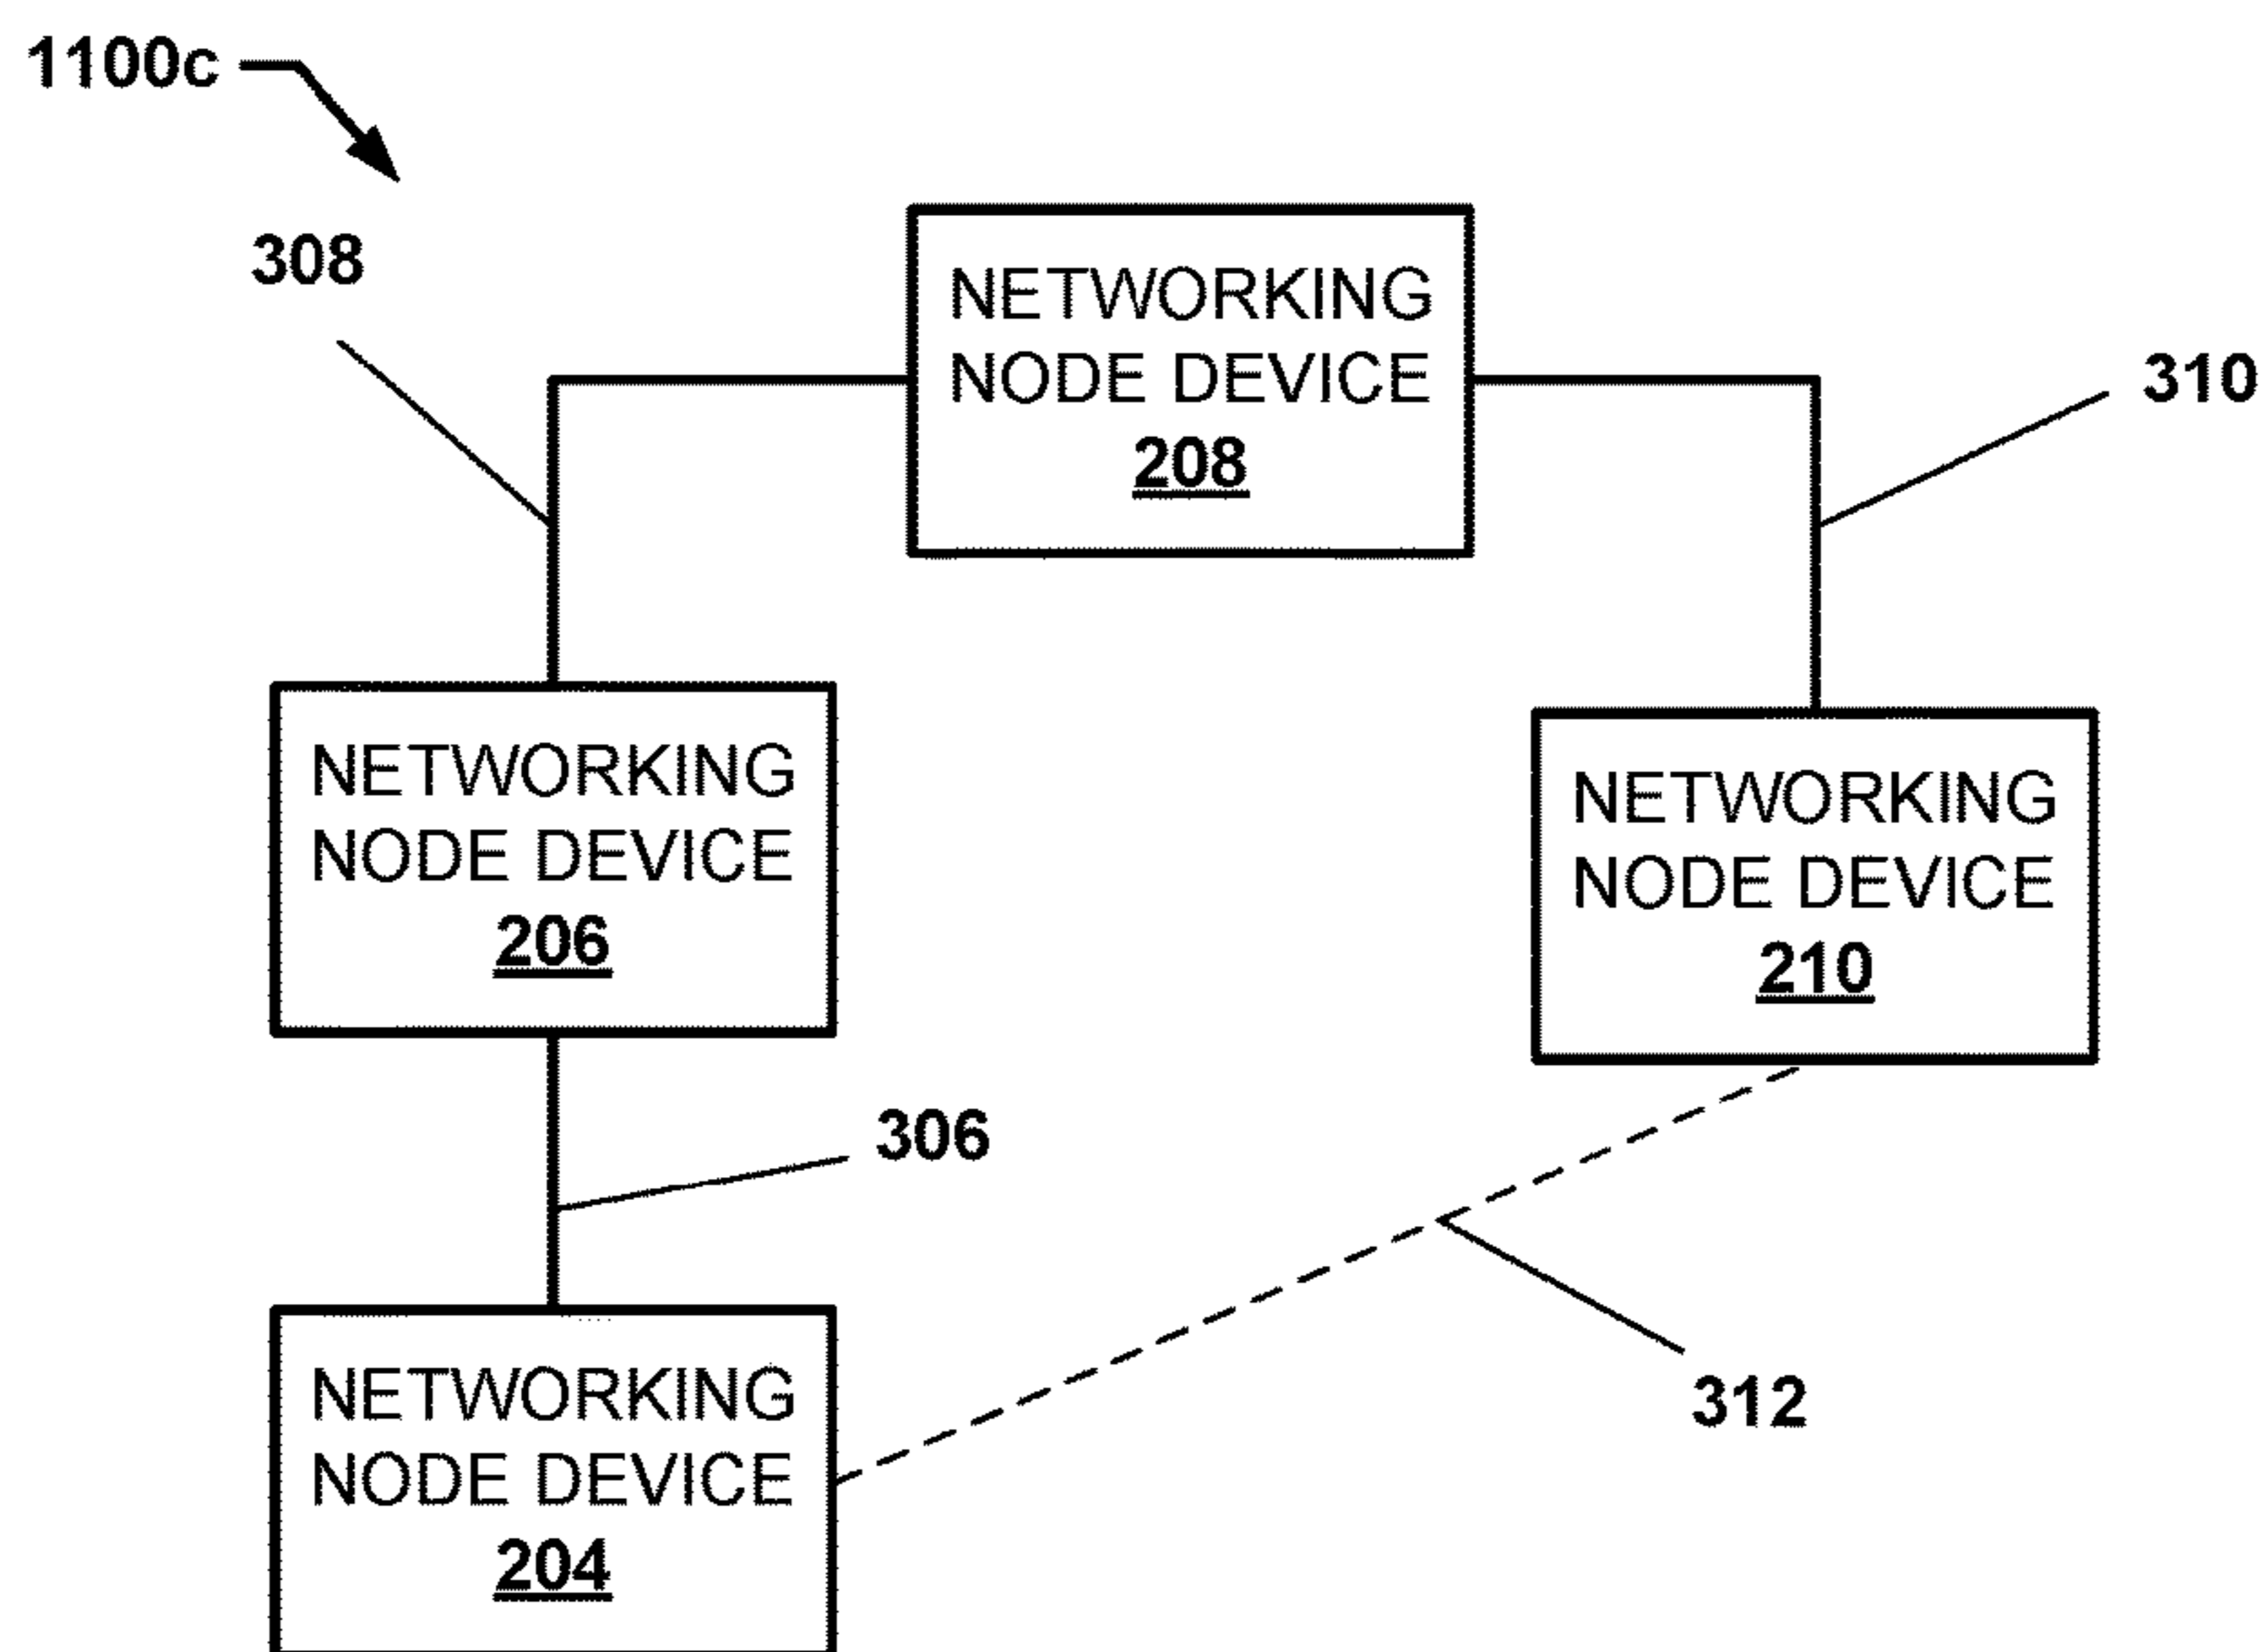 1100c
308
NETWORKING
NODE DEVICE
208
310
NETWORKING
NODE DEVICE
206
NETWORKING
NODE DEVICE
210
306
312
NETWORKING
NODE DEVICE
204